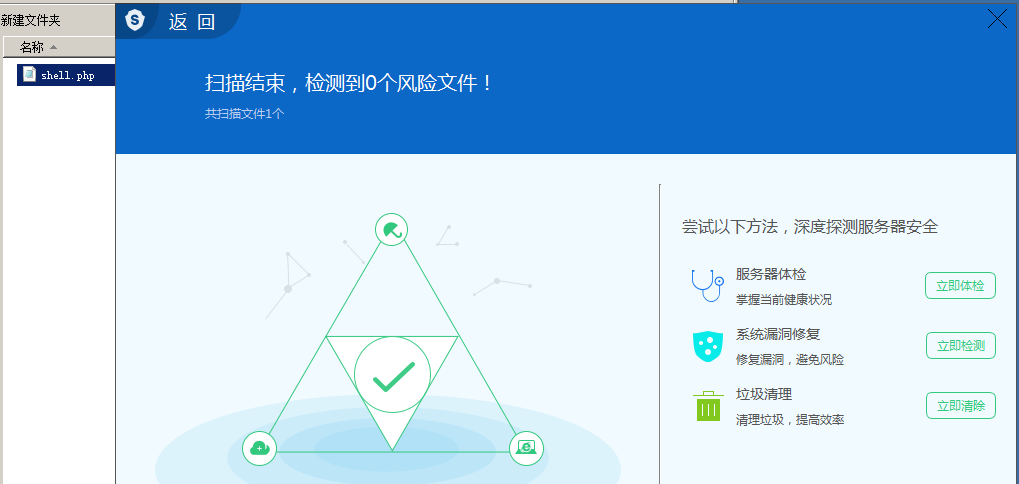 新建文件夹
名称
shell.php
S
返 回
扫描结束，检测到0个风险文件！
共扫描文件1个
尝试以下方法，深度探测服务器安全
服务器体检
掌握当前健康状况
立即体检
系统漏洞修复
修复漏洞，避免风险
立即检测
垃圾清理
清理垃圾，提高效率
立即清除